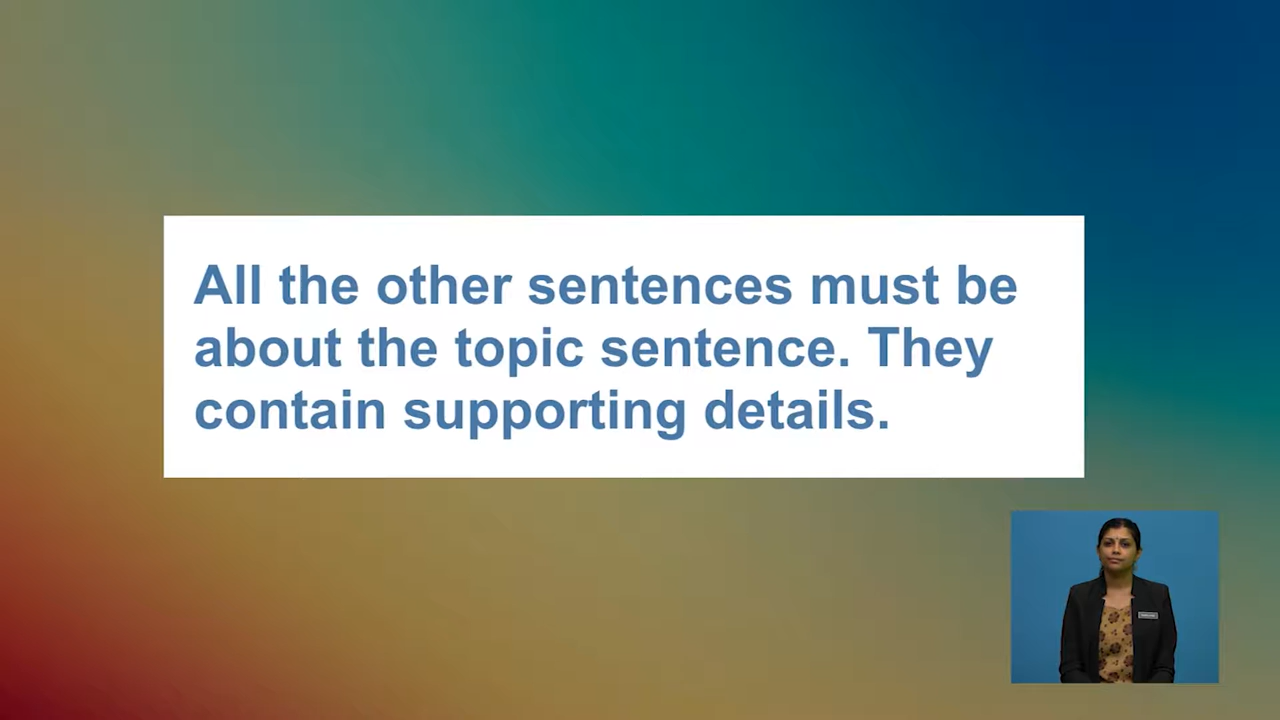 All the other sentences must be
about the topic sentence. They
contain supporting details.